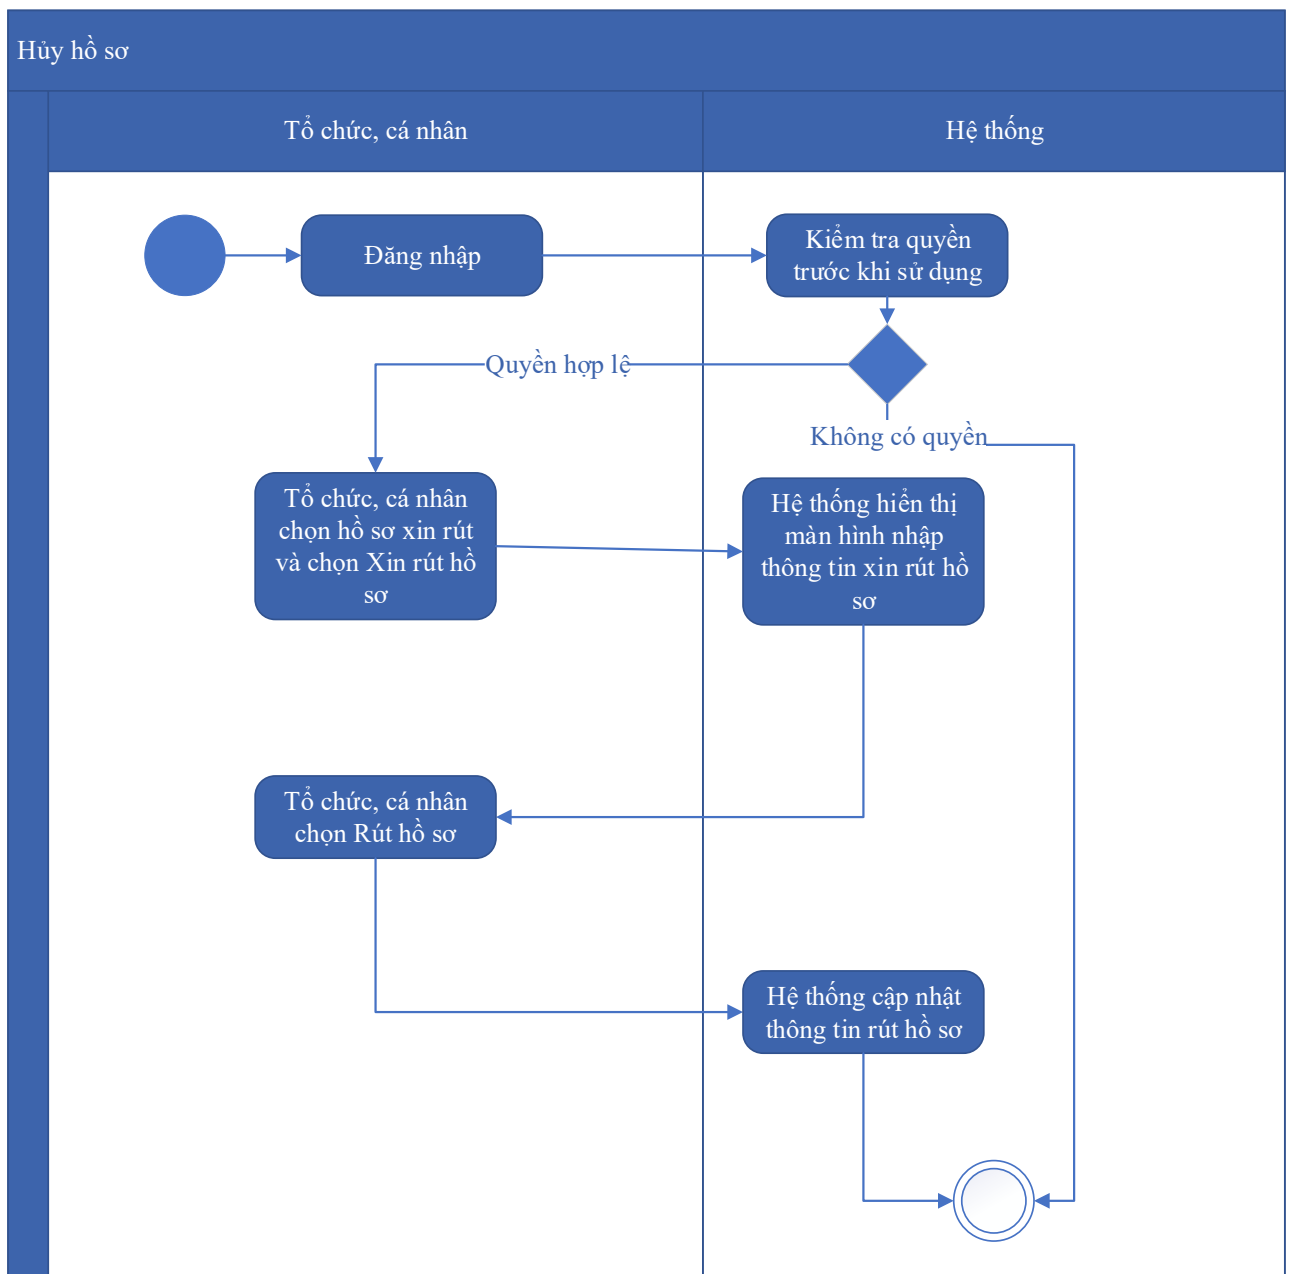 Hủy hồ sơ
Tổ chức, cá nhân
Hệ thống
Đăng nhập
Kiểm tra quyền
trước khi sử dụng
Quyền hợp lệ
Không có quyền
Tổ chức, cá nhân
chọn hồ sơ xin rút
và chọn Xin rút hồ
sơ
Hệ thống hiển thị
màn hình nhập
thông tin xin rút hồ
sơ
Tổ chức, cá nhân
chọn Rút hồ sơ
Hệ thống cập nhật
thông tin rút hồ sơ